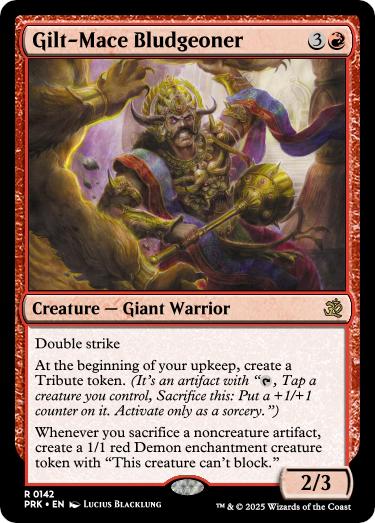 Gilt-Mace Bludgeoner 3
Creature — Giant Warrior
Double strike
At the beginning of your upkeep, create a
Tribute token. (It's an artifact with “, Tap a
creature you control, Sacrifice this: Put a +1/+1
counter on it. Activate only as a sorcery.”)
Whenever you sacrifice a noncreature artifact,
create a 1/1 red Demon enchantment creature
token with “This creature can't block.”
2/3
R 0142
PRK • EN Lucius Blacklung
™ & © 2025 Wizards of the Coast